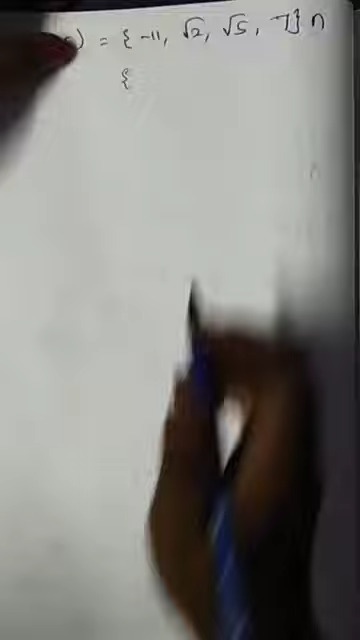 ) = { -11, √2, √5, 7} ∩
{